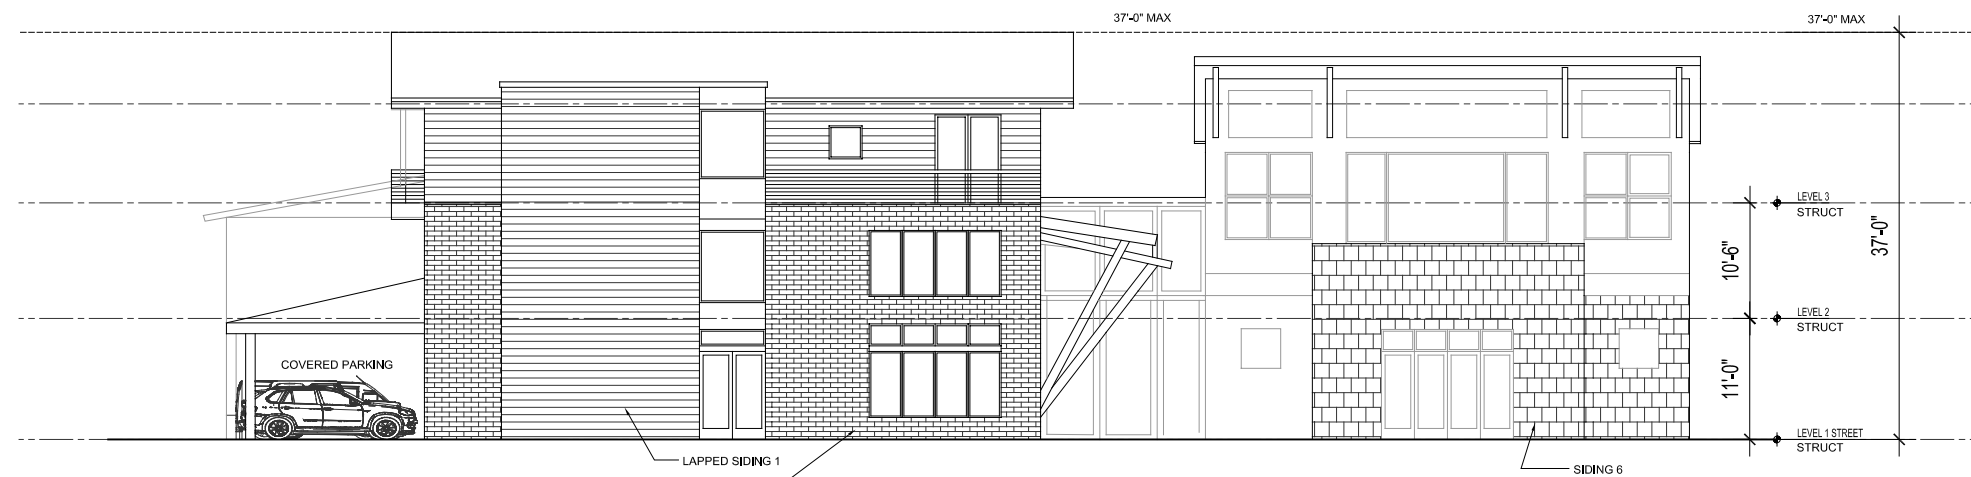 37'-0" MAX
37'-0" MAX
LEVEL 3
STRUCT
10'-6"
37'-0"
LEVEL 2
STRUCT
COVERED PARKING
11'-0"
LEVEL 1 STREET
STRUCT
LAPPED SIDING 1
SIDING 6